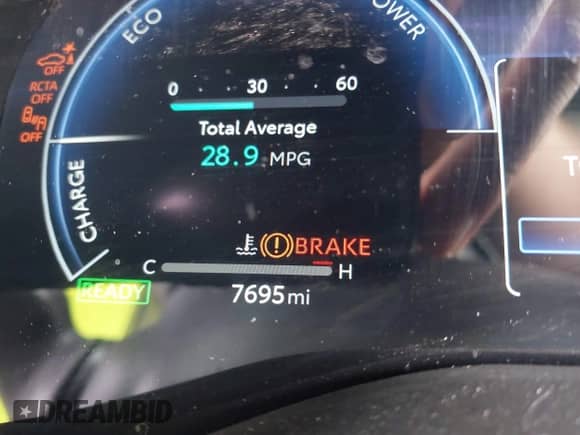 ECO
POWER
OFF
RCTA
OFF
OFF
0 30 60
Total Average
28.9 MPG
CHARGE
BRAKE
C H
READY
7695 mi
T
DREAMBID